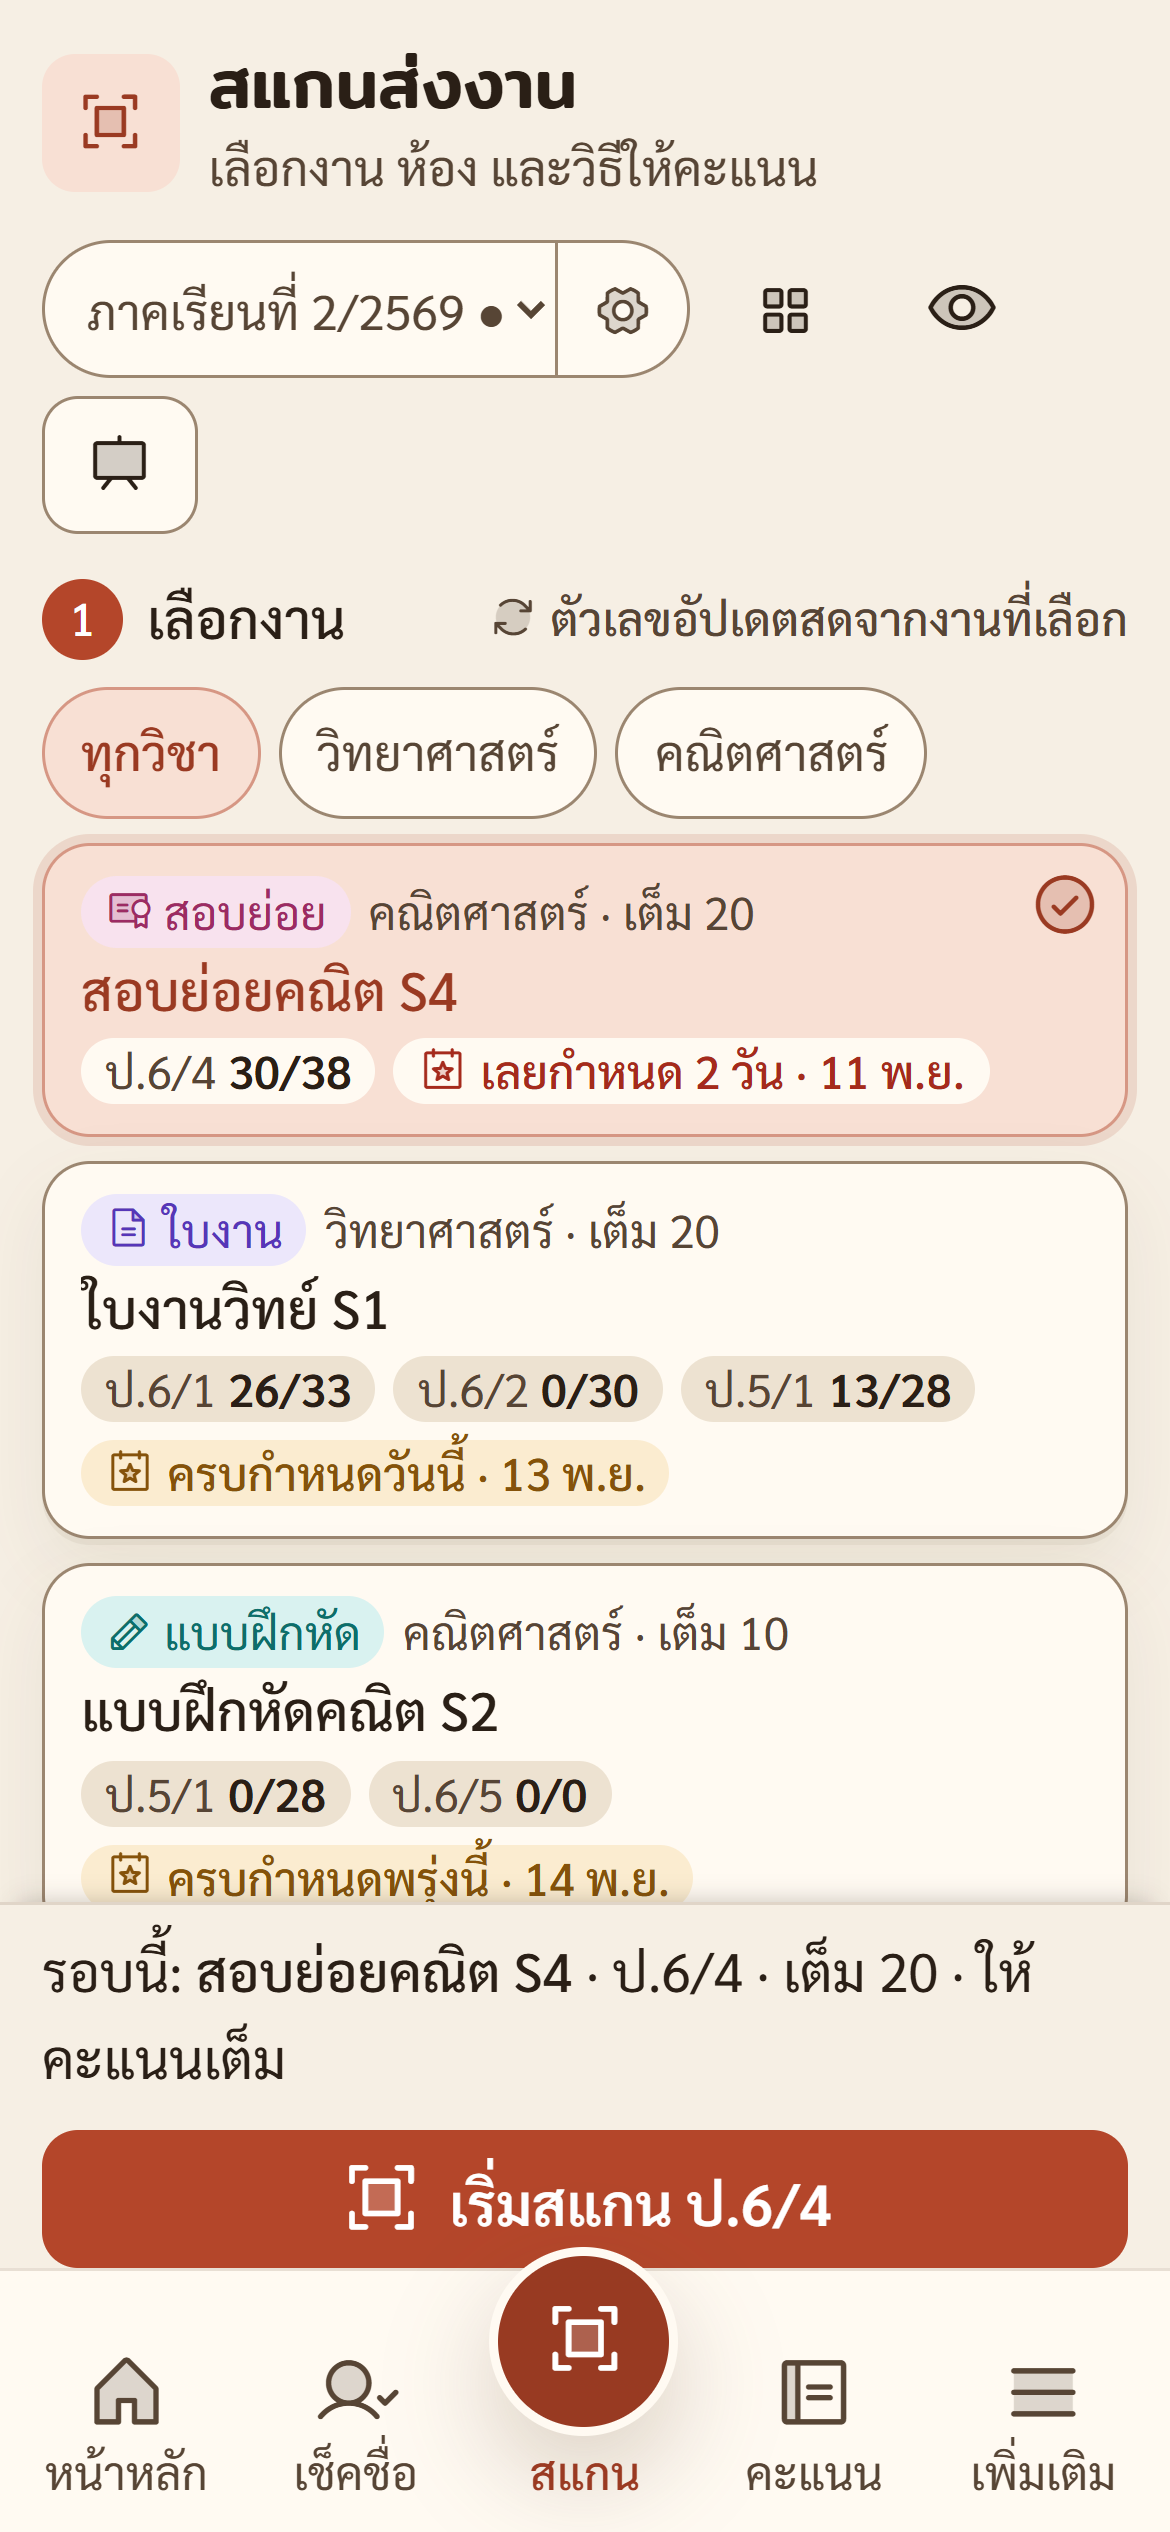 สแกนส่งงาน
เลือกงาน ห้อง และวิธีให้คะแนน
ภาคเรียนที่ 2/2569 ●
1 เลือกงาน ตัวเลขอัปเดตสดจากงานที่เลือก
ทุกวิชา วิทยาศาสตร์ คณิตศาสตร์
สอบย่อย คณิตศาสตร์ · เต็ม 20
สอบย่อยคณิต S4
ป.6/4 30/38 เลยกำหนด 2 วัน · 11 พ.ย.
ใบงาน วิทยาศาสตร์ · เต็ม 20
ใบงานวิทย์ S1
ป.6/1 26/33 ป.6/2 0/30 ป.5/1 13/28
ครบกำหนดวันนี้ · 13 พ.ย.
แบบฝึกหัด คณิตศาสตร์ · เต็ม 10
แบบฝึกหัดคณิต S2
ป.5/1 0/28 ป.6/5 0/0
ครบกำหนดพรุ่งนี้ · 14 พ.ย.
รอบนี้: สอบย่อยคณิต S4 · ป.6/4 · เต็ม 20 · ให้
คะแนนเต็ม
เริ่มสแกน ป.6/4
หน้าหลัก เช็คชื่อ สแกน คะแนน เพิ่มเติม